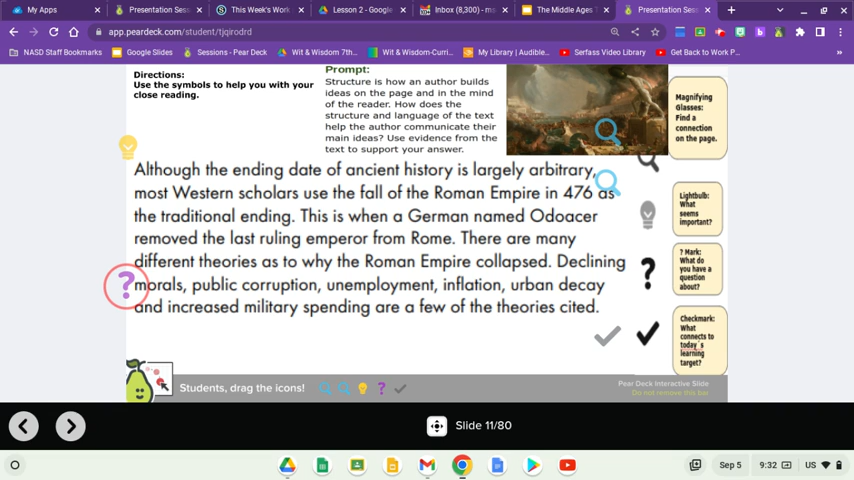 My Apps
Presentation Sess
This Week's Work
Lesson 2 - Google
Inbox (8,300) - ma
The Middle Ages T
Presentation Sess
app.peardeck.com/student/tjqirodrd
NASD Staff Bookmarks
Google Slides
Sessions - Pear Deck
Wit & Wisdom 7th...
Wit & Wisdom-Curri...
My Library | Audible...
Serfass Video Library
Get Back to Work P...
Directions:
Use the symbols to help you with your
close reading.
Prompt:
Structure is how an author builds
ideas on the page and in the mind
of the reader. How does the
structure and language of the text
help the author communicate their
main ideas? Use evidence from the
text to support your answer.
Magnifying
Glasses:
Find a
connection
on the page.
Although the ending date of ancient history is largely arbitrary,
most Western scholars use the fall of the Roman Empire in 476 as
the traditional ending. This is when a German named Odoacer
removed the last ruling emperor from Rome. There are many
different theories as to why the Roman Empire collapsed. Declining
morals, public corruption, unemployment, inflation, urban decay
and increased military spending are a few of the theories cited.
Lightbulb:
What
seems
important?
? Mark:
What do
you have a
question
about?
Checkmark:
What
connects to
today's
learning
target?
Students, drag the icons!
Pear Deck Interactive Slide
Do not remove this bar
Slide 11/80
Sep 5
9:32
US